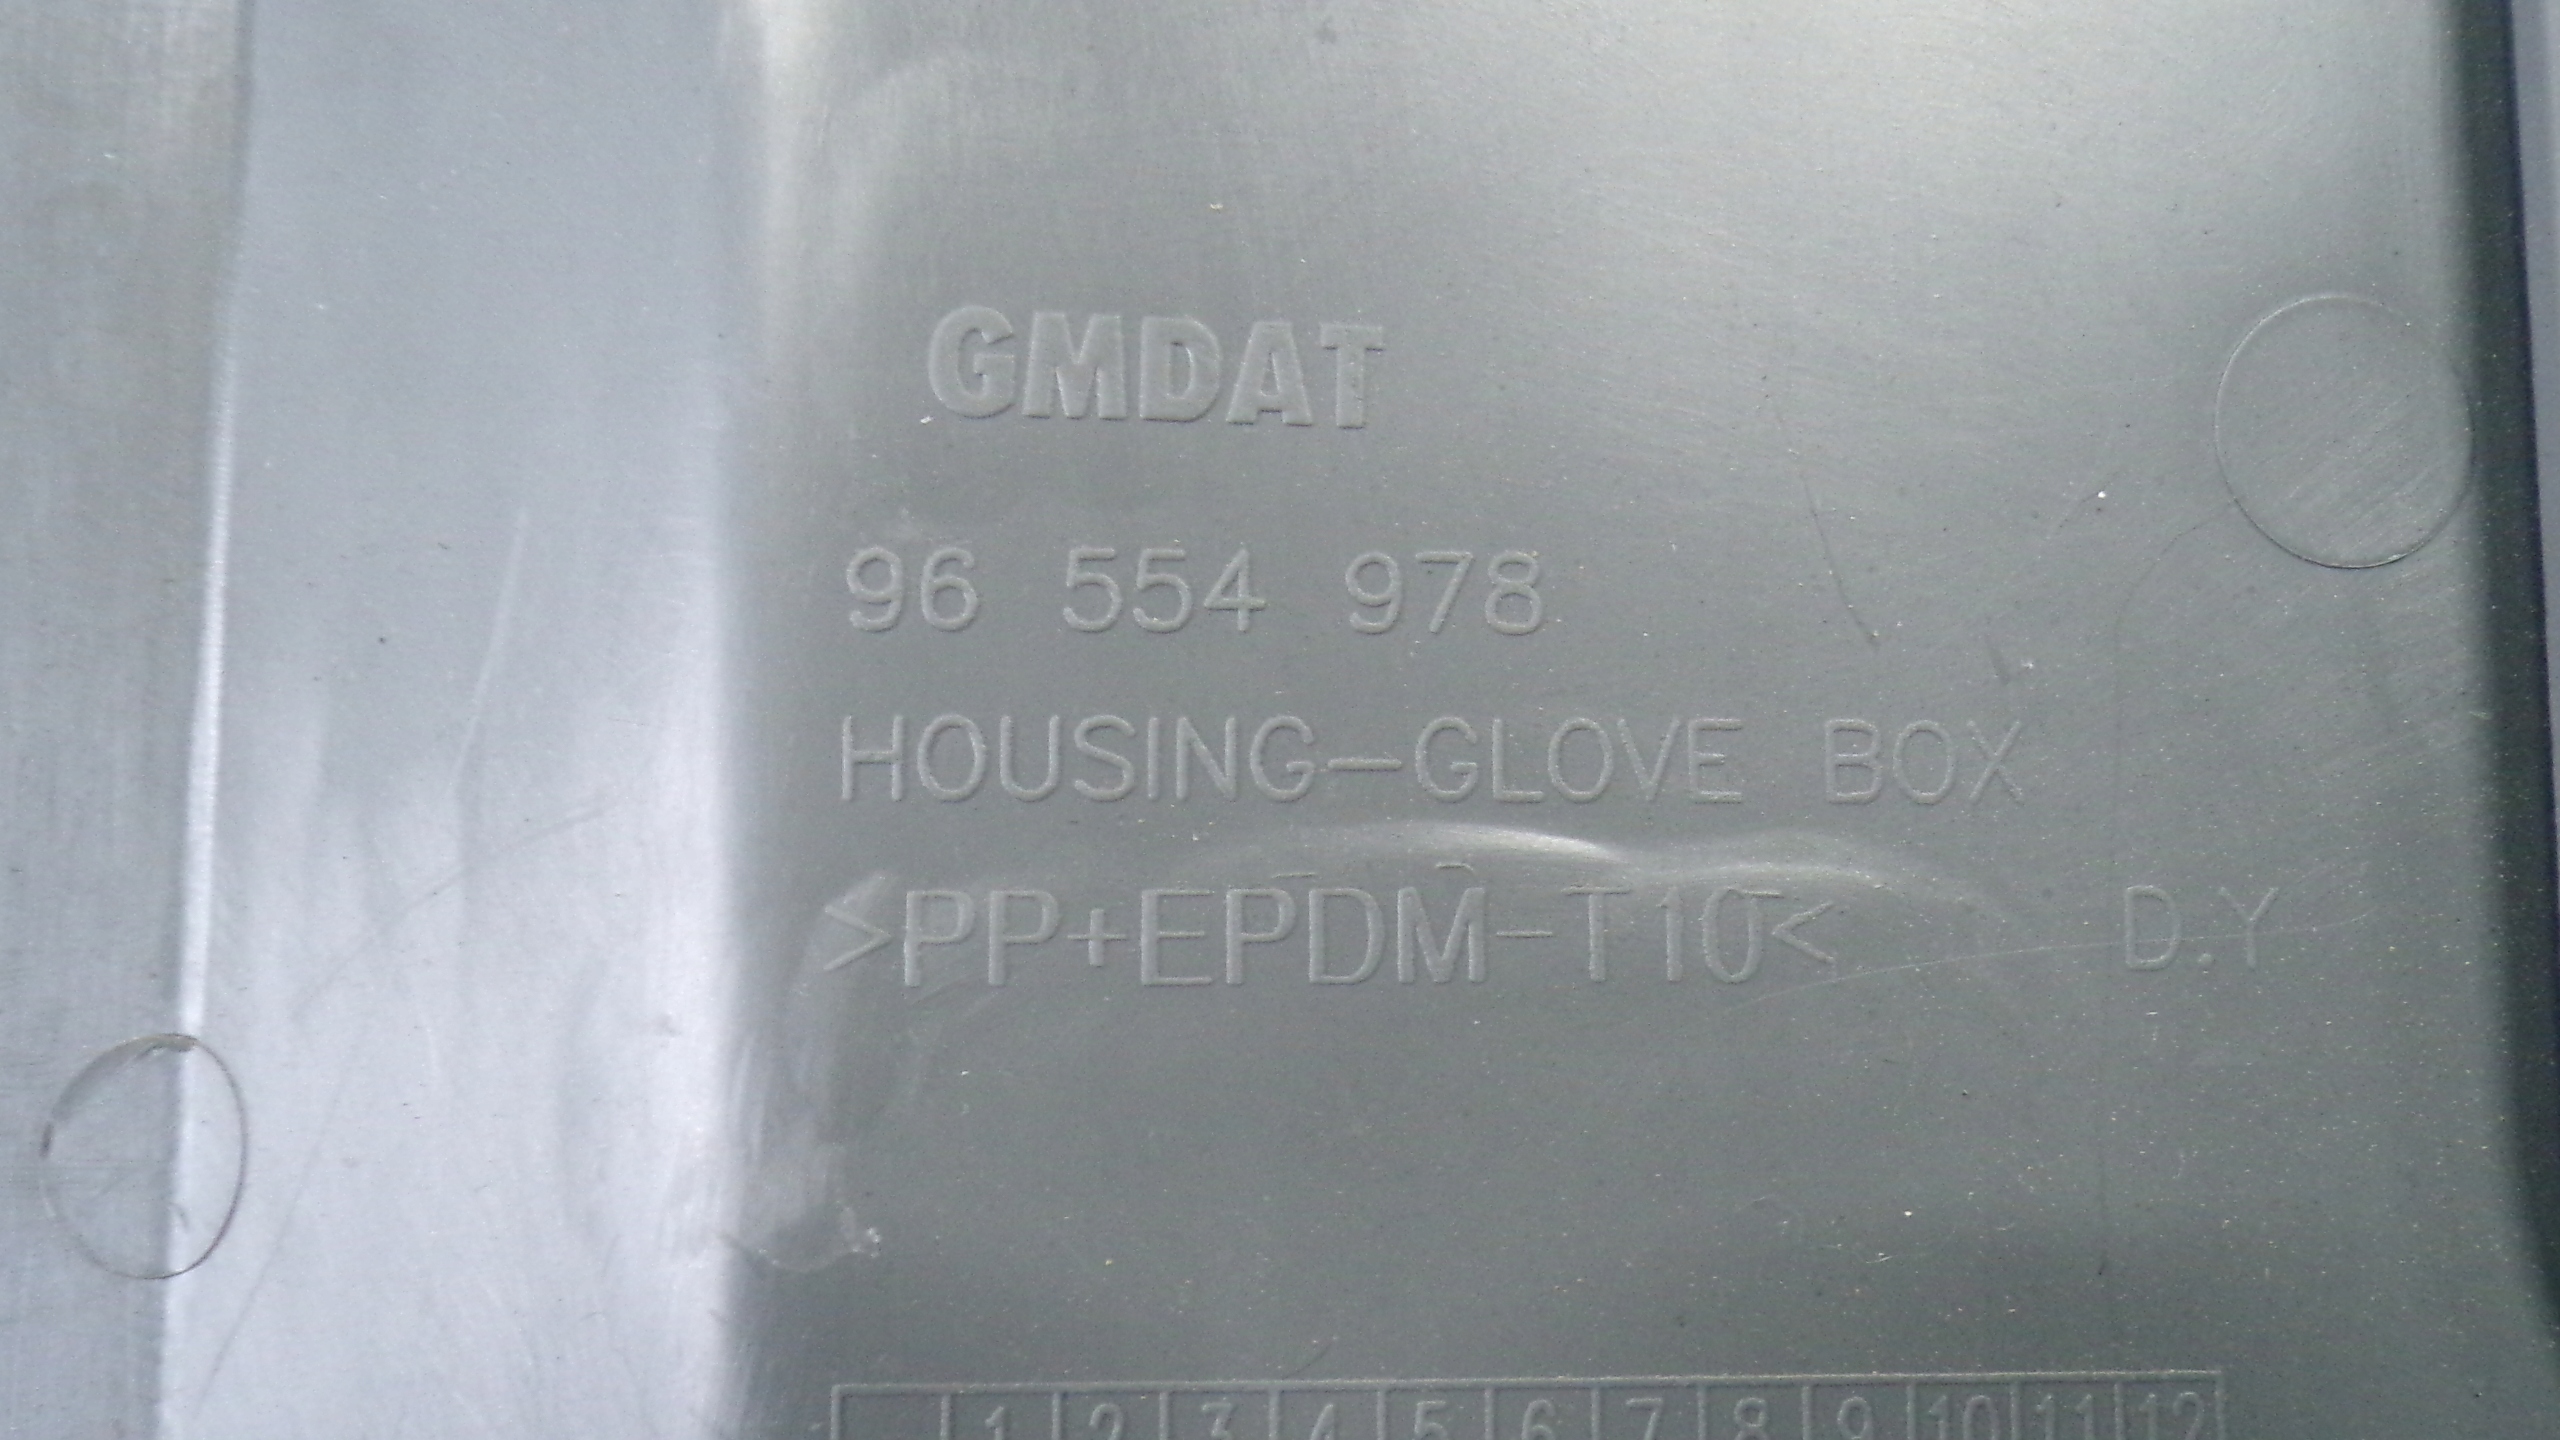 GMDAT
96 554 978
HOUSING-GLOVE BOX
>PP+EPDM-T10< D.Y
1 2 3 4 5 6 7 8 9 10 11 12